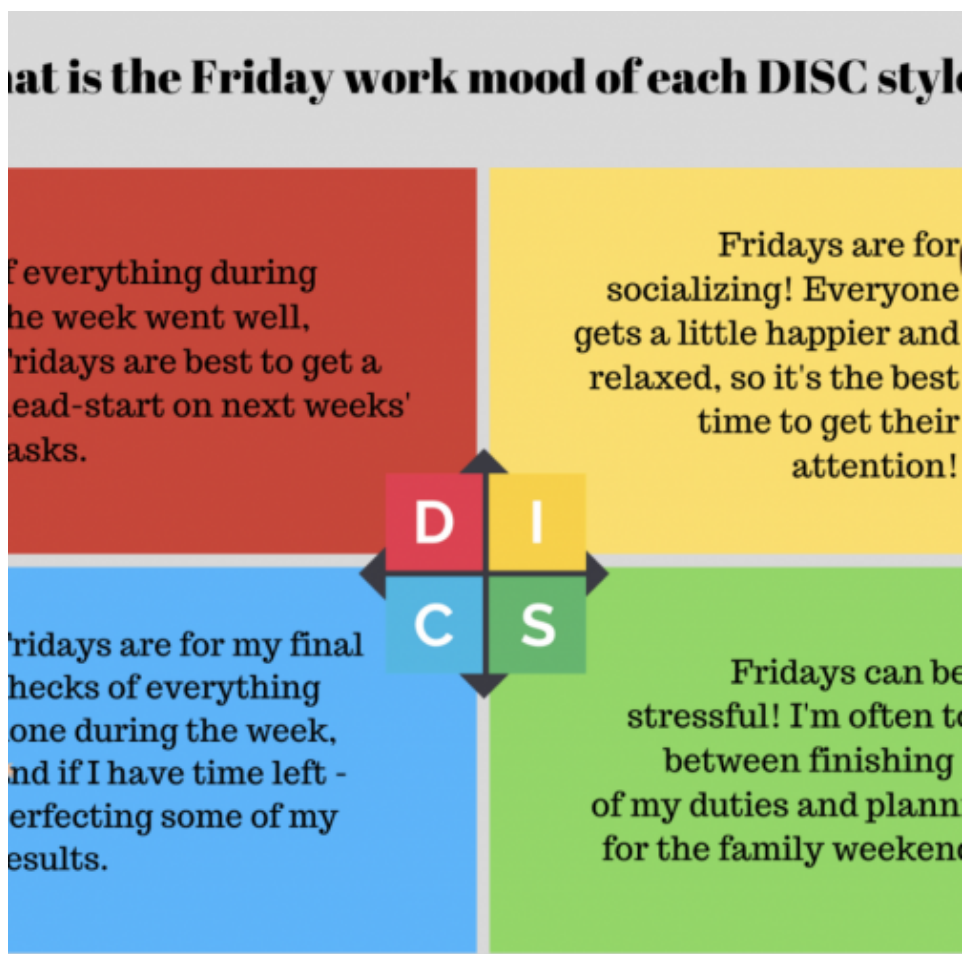 at is the Friday work mood of each DISC style
f everything during
he week went well,
ridays are best to get a
ead-start on next weeks'
asks.
Fridays are for
socializing! Everyone
gets a little happier and
relaxed, so it's the best
time to get their
attention!
D I
C S
ridays are for my final
hecks of everything
one during the week,
nd if I have time left -
erfecting some of my
esults.
Fridays can be
stressful! I'm often to
between finishing
of my duties and plann
for the family weekend